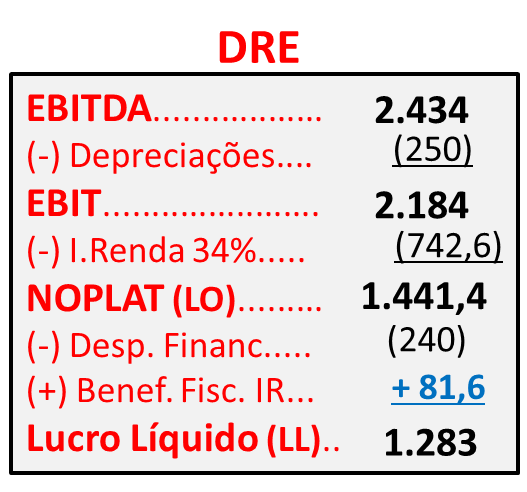 DRE
EBITDA................... 2.434
(-) Depreciações.... (250)
EBIT....................... 2.184
(-) I.Renda 34%..... (742,6)
NOPLAT (LO)......... 1.441,4
(-) Desp. Financ..... (240)
(+) Benef. Fisc. IR... + 81,6
Lucro Líquido (LL).. 1.283